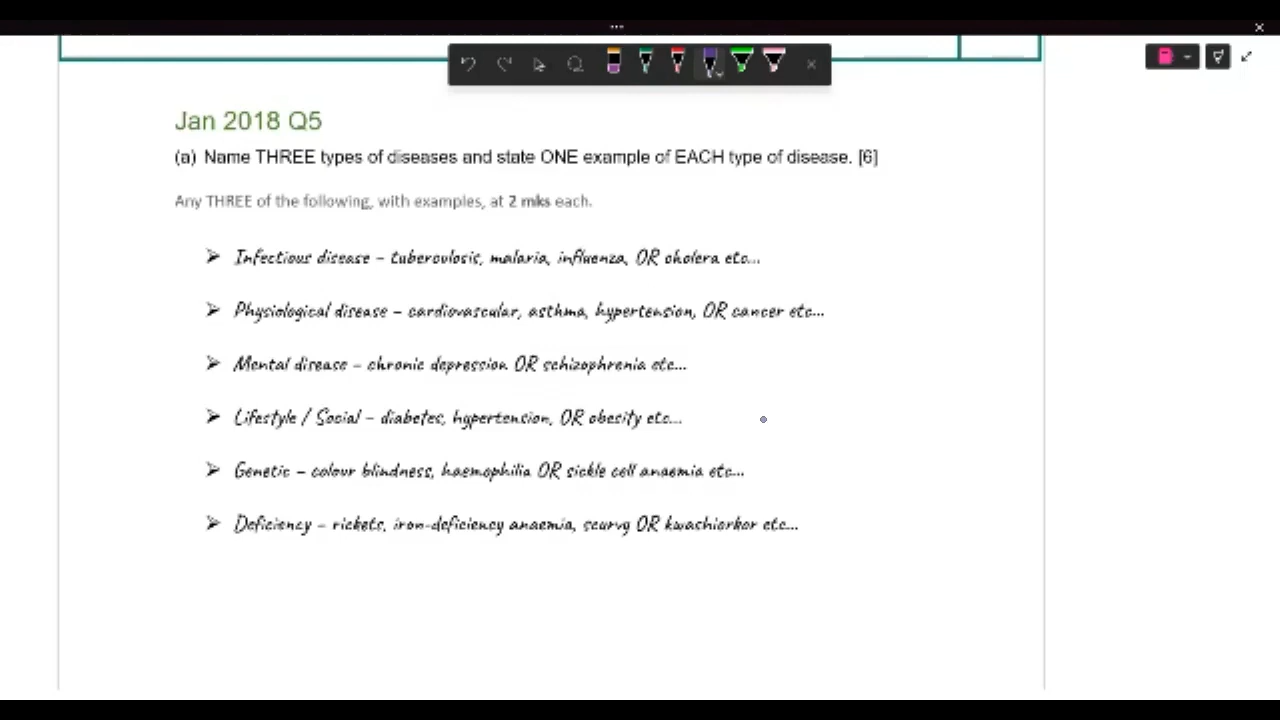 Jan 2018 Q5
(a) Name THREE types of diseases and state ONE example of EACH type of disease. [6]
Any THREE of the following, with examples, at 2 mks each.
➢ Infectious disease – tuberculosis, malaria, influenza, OR cholera etc...
➢ Physiological disease – cardiovascular, asthma, hypertension, OR cancer etc...
➢ Mental disease – chronic depression OR schizophrenia etc...
➢ Lifestyle / Social – diabetes, hypertension, OR obesity etc...
➢ Genetic – colour blindness, haemophilia OR sickle cell anaemia etc...
➢ Deficiency – rickets, iron-deficiency anaemia, scurvy OR kwashiorkor etc...